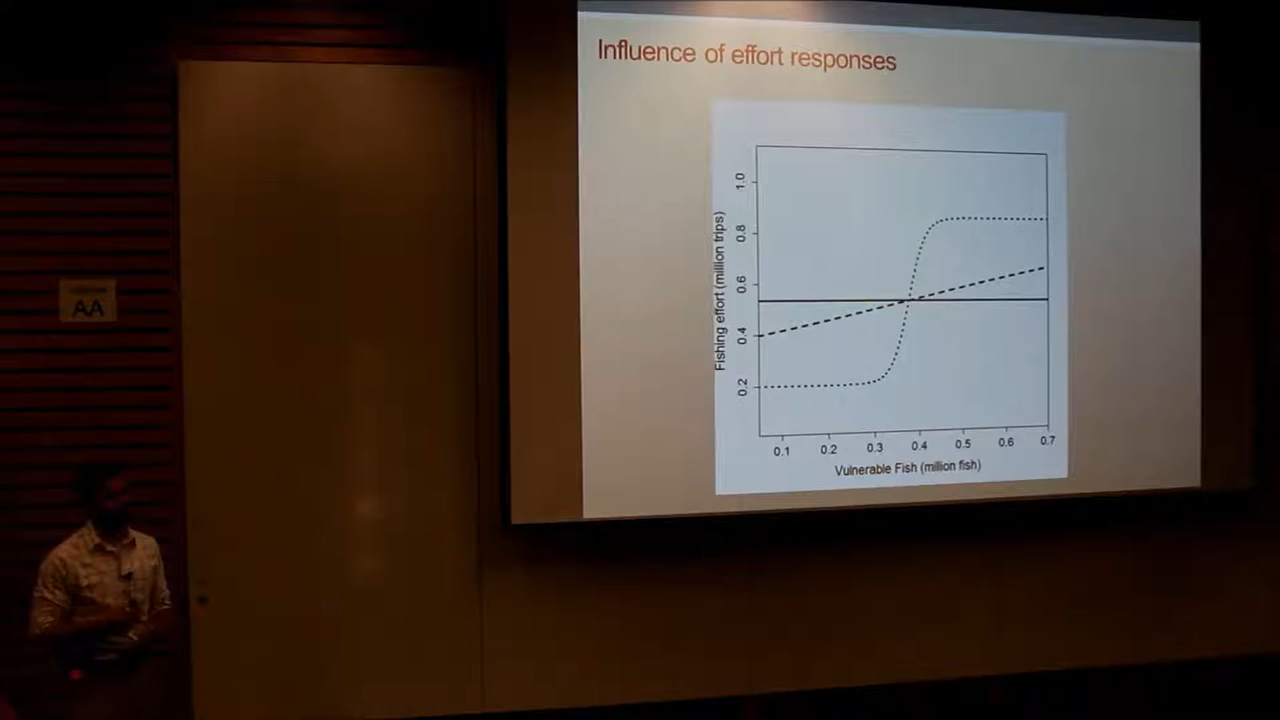 Influence of effort responses
Fishing effort (million trips)
1.0
0.8
0.6
0.4
0.2
0.1 0.2 0.3 0.4 0.5 0.6 0.7
Vulnerable Fish (million fish)
AA